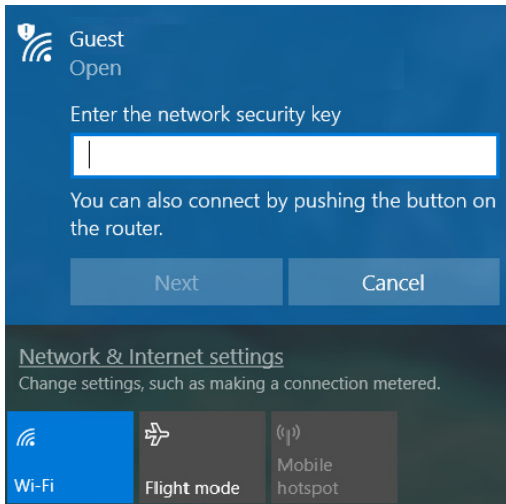 Guest
Open
Enter the network security key
You can also connect by pushing the button on
the router.
Next
Cancel
Network & Internet settings
Change settings, such as making a connection metered.
Wi-Fi
Flight mode
Mobile
hotspot